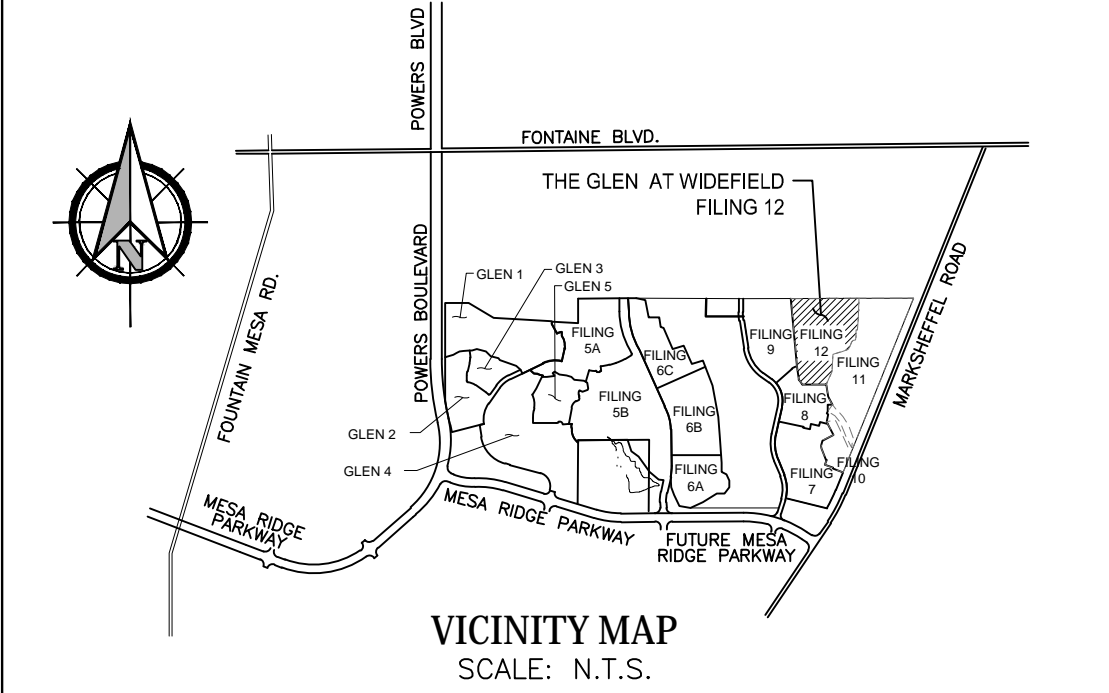 POWERS BLVD
FONTAINE BLVD.
THE GLEN AT WIDEFIELD
FILING 12
N
POWERS BOULEVARD
FOUNTAIN MESA RD.
MARKSHEFFEL ROAD
GLEN 1
GLEN 3
GLEN 5
FILING
5A
FILING
6C
FILING
9
FILING
12
FILING
11
GLEN 2
FILING
5B
FILING
6B
FILING
8
GLEN 4
FILING
6A
FILING
7
FILING
10
MESA RIDGE
PARKWAY
MESA RIDGE PARKWAY
FUTURE MESA
RIDGE PARKWAY
VICINITY MAP
SCALE: N.T.S.